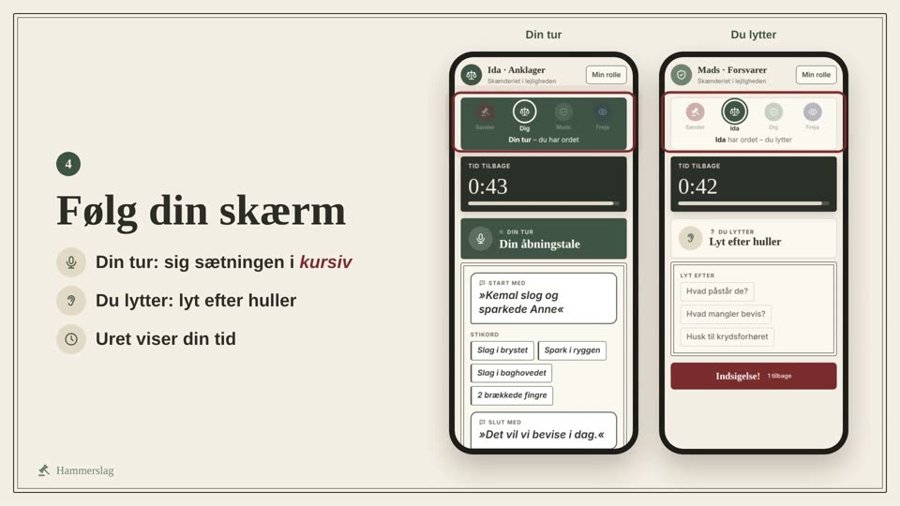 4
Følg din skærm
Din tur: sig sætningen i kursiv
Du lytter: lyt efter huller
Uret viser din tid
Hammerslag
Din tur
Ida · Anklager
Skænderiet i lejligheden
Min rolle
Sander
Dig
Mads
Freja
Din tur – du har ordet
TID TILBAGE
0:43
DIN TUR
Din åbningstale
START MED
»Kemal slog og
sparkede Anne«
STIKORD
Slag i brystet
Spark i ryggen
Slag i baghovedet
2 brækkede fingre
SLUT MED
»Det vil vi bevise i dag.«
Du lytter
Mads · Forsvarer
Skænderiet i lejligheden
Min rolle
Sander
Ida
Dig
Freja
Ida har ordet – du lytter
TID TILBAGE
0:42
DU LYTTER
Lyt efter huller
LYT EFTER
Hvad påstår de?
Hvad mangler bevis?
Husk til krydsforhøret
Indsigelse! 1 tilbage